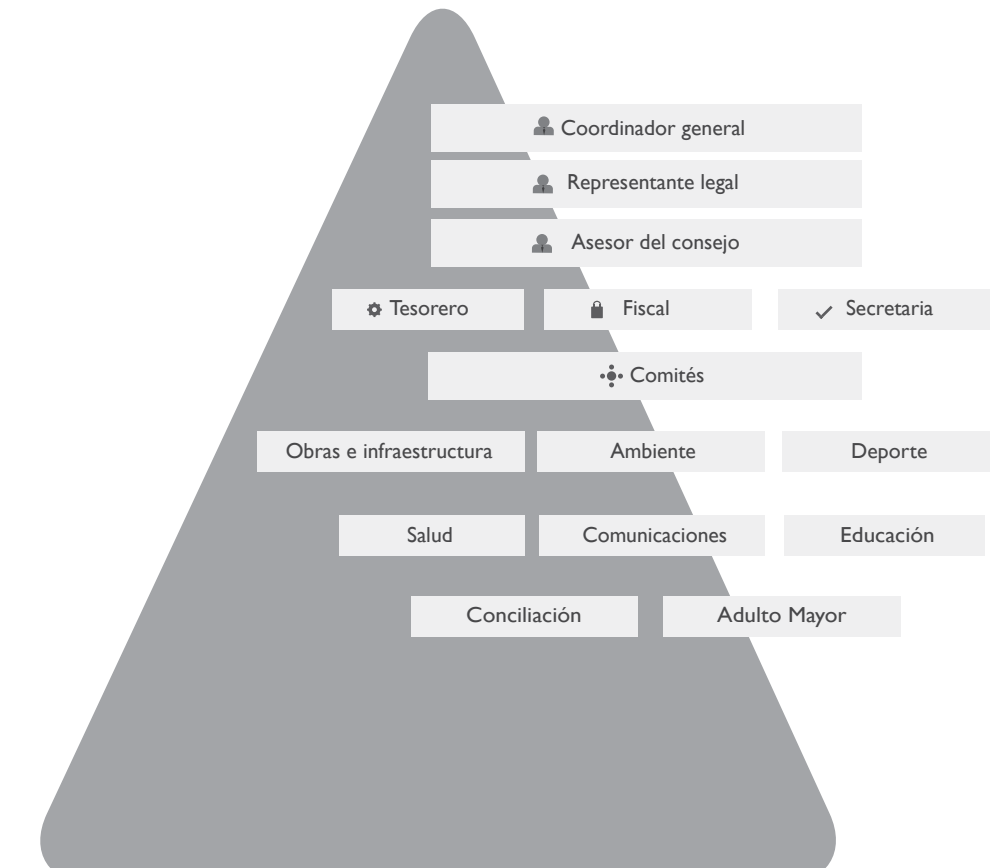 Coordinador general
Representante legal
Asesor del consejo
Tesorero
Fiscal
Secretaria
Comités
Obras e infraestructura
Ambiente
Deporte
Salud
Comunicaciones
Educación
Conciliación
Adulto Mayor